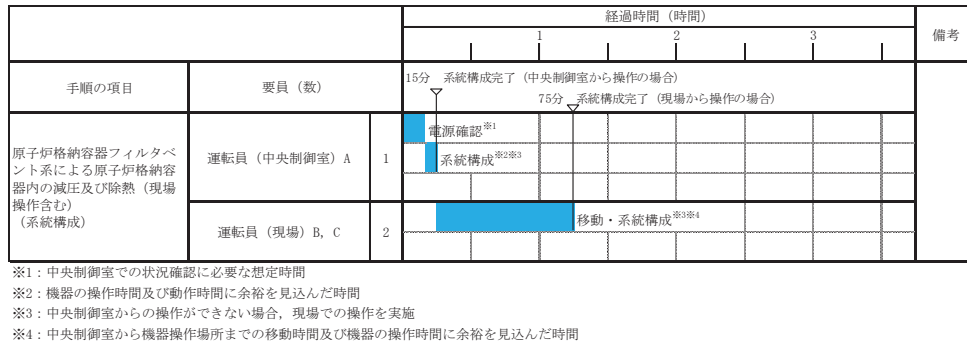 経過時間（時間）
備考
1 2 3
手順の項目
要員（数）
15分 系統構成完了（中央制御室から操作の場合）
75分 系統構成完了（現場から操作の場合）
原子炉格納容器フィルタベ
ント系による原子炉格納容
器内の減圧及び除熱（現場
操作含む）
（系統構成）
運転員（中央制御室）A
1
電源確認※1
系統構成※2※3
運転員（現場）B，C
2
移動・系統構成※3※4
※1：中央制御室での状況確認に必要な想定時間
※2：機器の操作時間及び動作時間に余裕を見込んだ時間
※3：中央制御室からの操作ができない場合，現場での操作を実施
※4：中央制御室から機器操作場所までの移動時間及び機器の操作時間に余裕を見込んだ時間